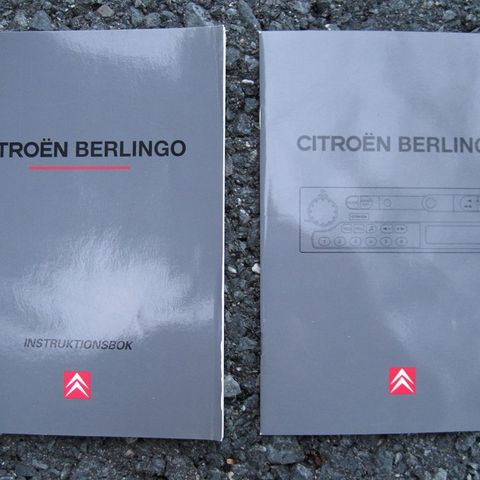 TROËN BERLINGO
INSTRUKTIONSBOK
CITROËN BERLING